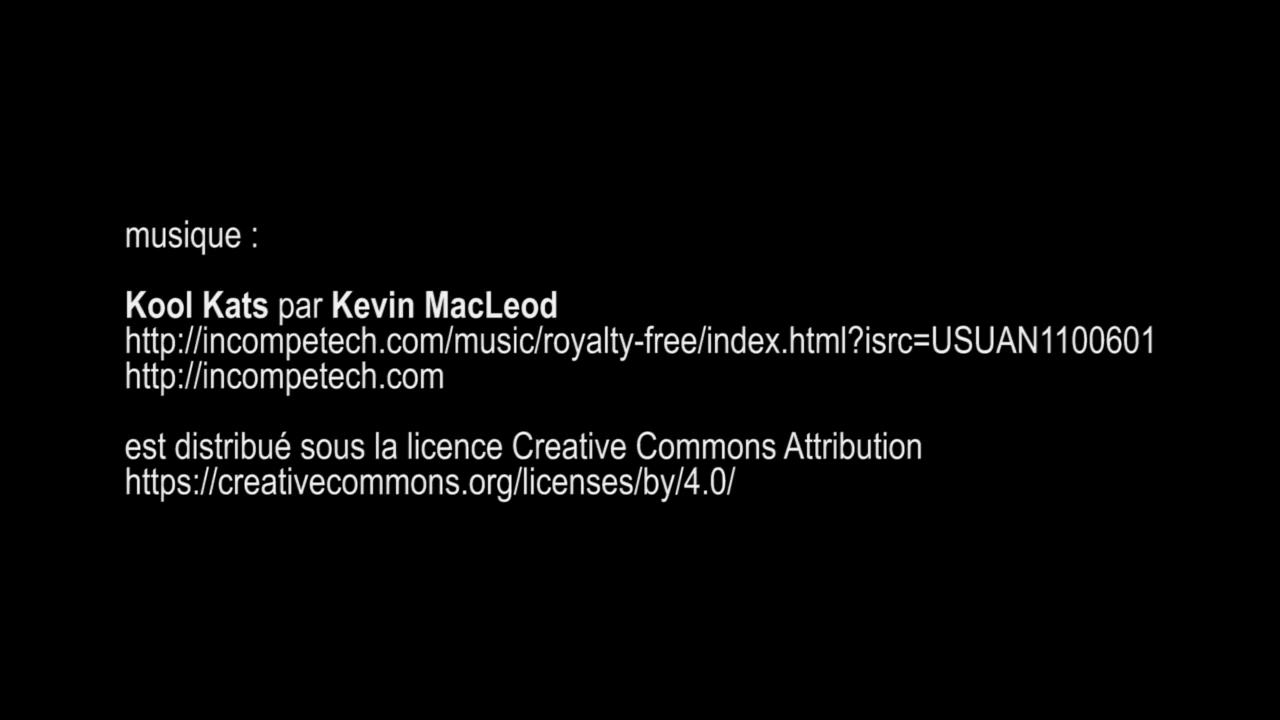 musique :
Kool Kats par Kevin MacLeod
http://incompetech.com/music/royalty-free/index.html?isrc=USUAN1100601
http://incompetech.com
est distribué sous la licence Creative Commons Attribution
https://creativecommons.org/licenses/by/4.0/